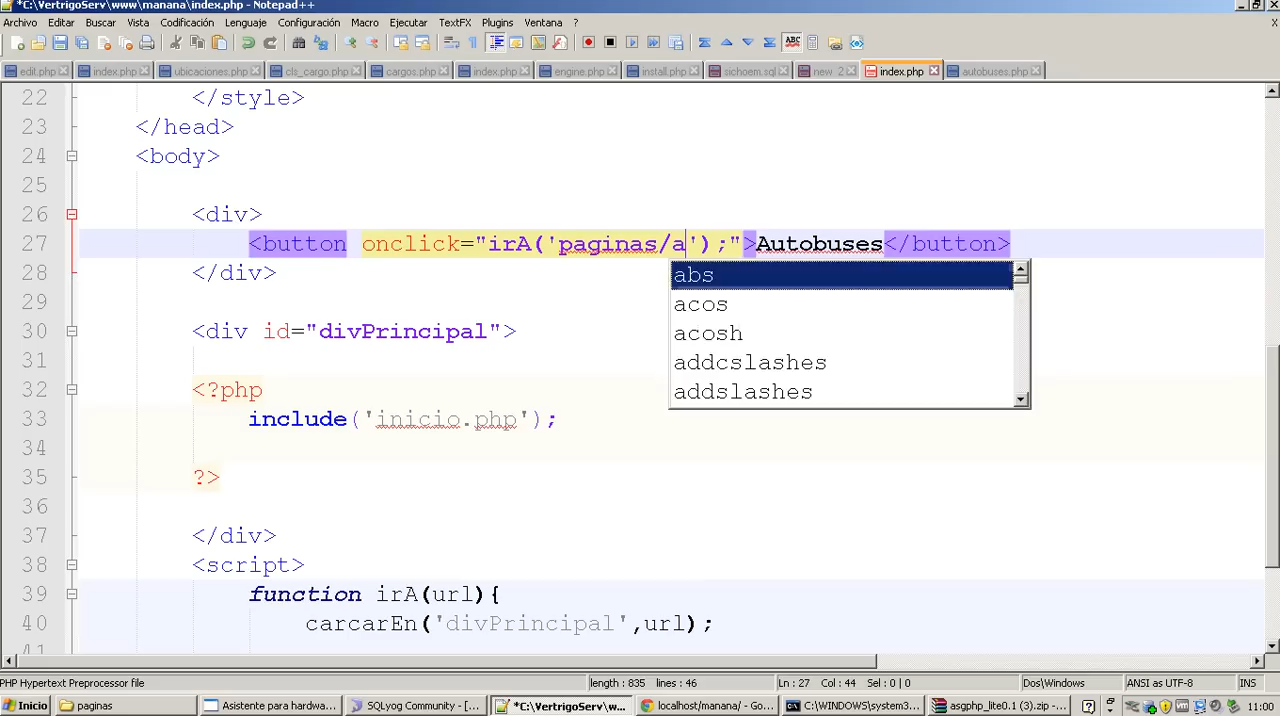 *C:\VertrigoServ\www\manana\index.php - Notepad++
Archivo Editar Buscar Vista Codificación Lenguaje Configuración Macro Ejecutar TextFX Plugins Ventana ?
edit.php index.php ubicaciones.php cls_cargo.php cargos.php index.php engine.php install.php sichoem.sql new 2 index.php autobuses.php
22 </style>
23 </head>
24 <body>
25
26 <div>
27 <button onclick="irA('paginas/a');">Autobuses</button>
28 </div>
abs
acos
acosh
addcslashes
addslashes
29
30 <div id="divPrincipal">
31
32 <?php
33 include('inicio.php');
34
35 ?>
36
37 </div>
38 <script>
39 function irA(url){
40 carcarEn('divPrincipal',url);
41
PHP Hypertext Preprocessor file length : 835 lines : 46 Ln : 27 Col : 44 Sel : 0 | 0 Dos\Windows ANSI as UTF-8 INS
Inicio paginas Asistente para hardwa... SQLyog Community - [... *C:\VertrigoServ\ww... localhost/manana/ - Go... C:\WINDOWS\system3... asgphp_lite0.1 (3).zip -... 11:00